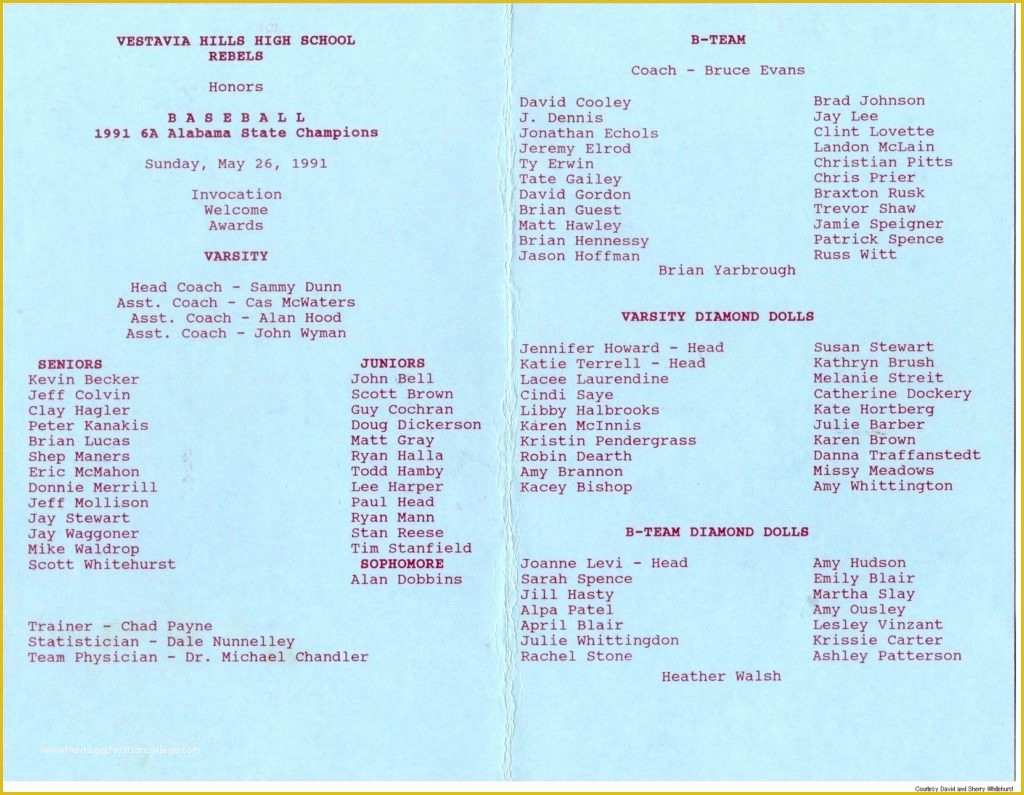 VESTAVIA HILLS HIGH SCHOOL
REBELS
Honors
B A S E B A L L
1991 6A Alabama State Champions
Sunday, May 26, 1991
Invocation
Welcome
Awards
VARSITY
Head Coach - Sammy Dunn
Asst. Coach - Cas McWaters
Asst. Coach - Alan Hood
Asst. Coach - John Wyman
SENIORS
Kevin Becker
Jeff Colvin
Clay Hagler
Peter Kanakis
Brian Lucas
Shep Maners
Eric McMahon
Donnie Merrill
Jeff Mollison
Jay Stewart
Jay Waggoner
Mike Waldrop
Scott Whitehurst
JUNIORS
John Bell
Scott Brown
Guy Cochran
Doug Dickerson
Matt Gray
Ryan Halla
Todd Hamby
Lee Harper
Paul Head
Ryan Mann
Stan Reese
Tim Stanfield
SOPHOMORE
Alan Dobbins
Trainer - Chad Payne
Statistician - Dale Nunnelley
Team Physician - Dr. Michael Chandler
B-TEAM
Coach - Bruce Evans
David Cooley
J. Dennis
Jonathan Echols
Jeremy Elrod
Ty Erwin
Tate Gailey
David Gordon
Brian Guest
Matt Hawley
Brian Hennessy
Jason Hoffman
Brad Johnson
Jay Lee
Clint Lovette
Landon McLain
Christian Pitts
Chris Prier
Braxton Rusk
Trevor Shaw
Jamie Speigner
Patrick Spence
Russ Witt
Brian Yarbrough
VARSITY DIAMOND DOLLS
Jennifer Howard - Head
Katie Terrell - Head
Lacee Laurendine
Cindi Saye
Libby Halbrooks
Karen McInnis
Kristin Pendergrass
Robin Dearth
Amy Brannon
Kacey Bishop
Susan Stewart
Kathryn Brush
Melanie Streit
Catherine Dockery
Kate Hortberg
Julie Barber
Karen Brown
Danna Traffanstedt
Missy Meadows
Amy Whittington
B-TEAM DIAMOND DOLLS
Joanne Levi - Head
Sarah Spence
Jill Hasty
Alpa Patel
April Blair
Julie Whittingdon
Rachel Stone
Amy Hudson
Emily Blair
Martha Slay
Amy Ousley
Lesley Vinzant
Krissie Carter
Ashley Patterson
Heather Walsh
Courtesy David and Sherry Whitehurst